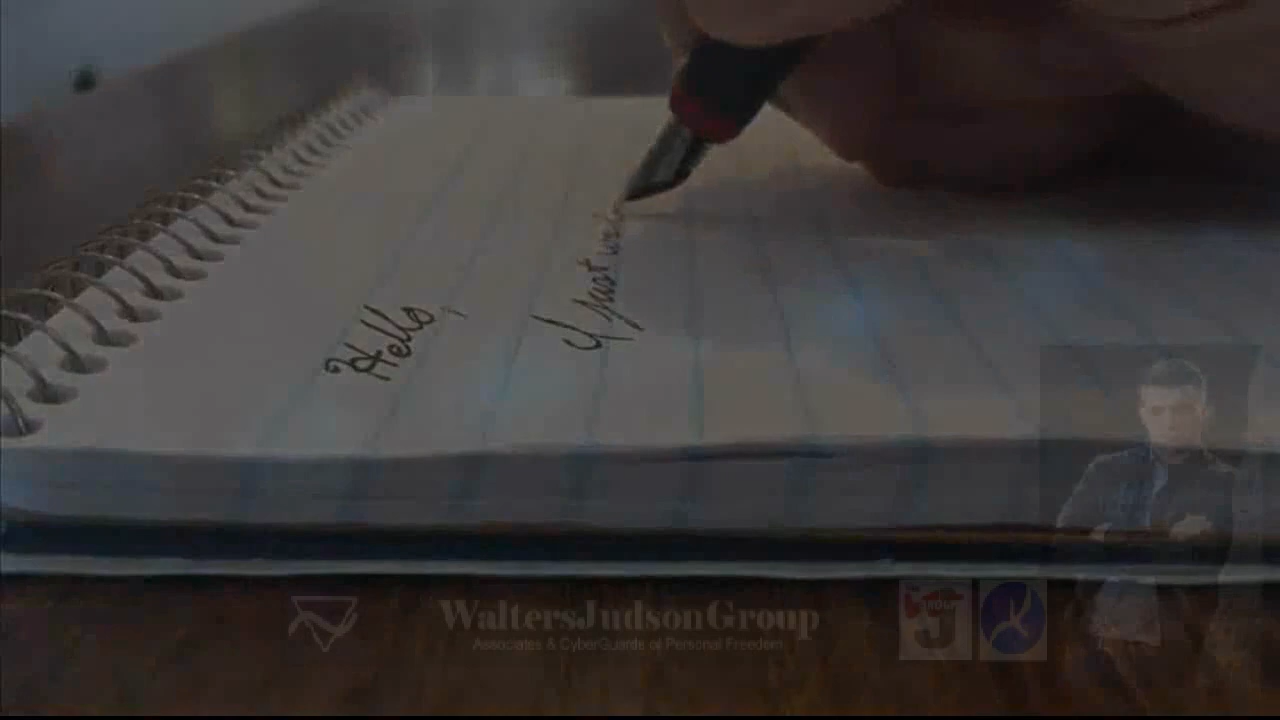 Hello,
I just w
WaltersJudsonGroup
Associates & CyberGuards of Personal Freedom
J